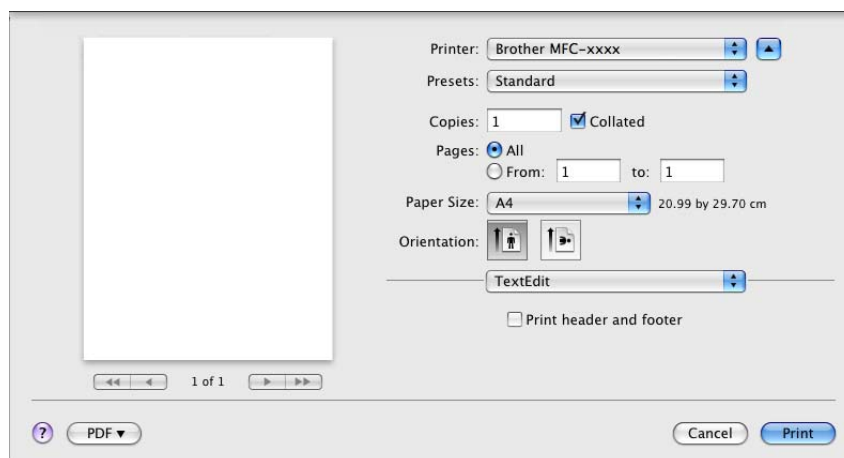 Printer: Brother MFC-xxxx
Presets: Standard
Copies: 1 Collated
Pages: All
From: 1 to: 1
Paper Size: A4 20.99 by 29.70 cm
Orientation:
TextEdit
Print header and footer
1 of 1
? PDF▼ Cancel Print